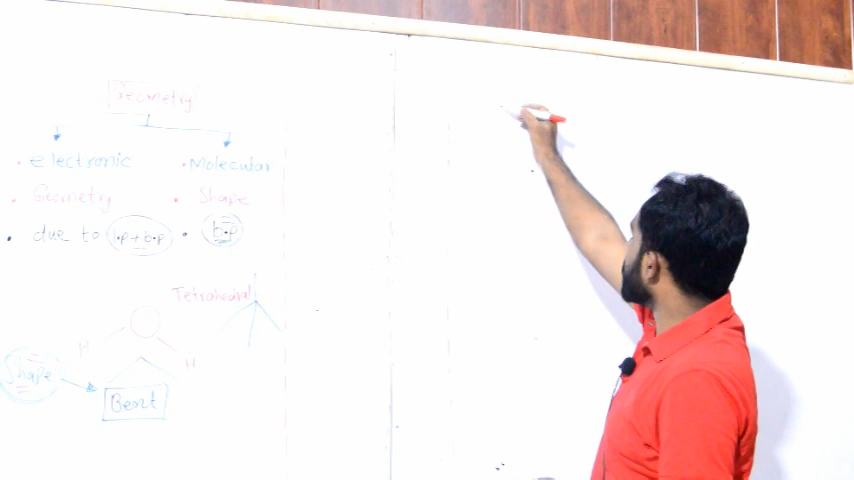 Geometry
• electronic • Molecular
• Geometry • Shape
• due to l.p+b.p • b.p
Tetrahedral
H H
Shape
Bent